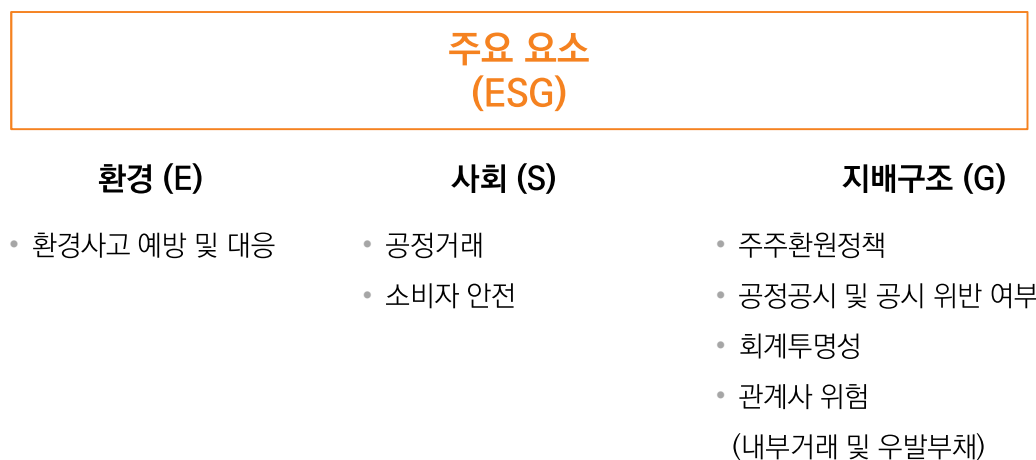 주요 요소
(ESG)
환경 (E)
• 환경사고 예방 및 대응
사회 (S)
• 공정거래
• 소비자 안전
지배구조 (G)
• 주주환원정책
• 공정공시 및 공시 위반 여부
• 회계투명성
• 관계사 위험
(내부거래 및 우발부채)